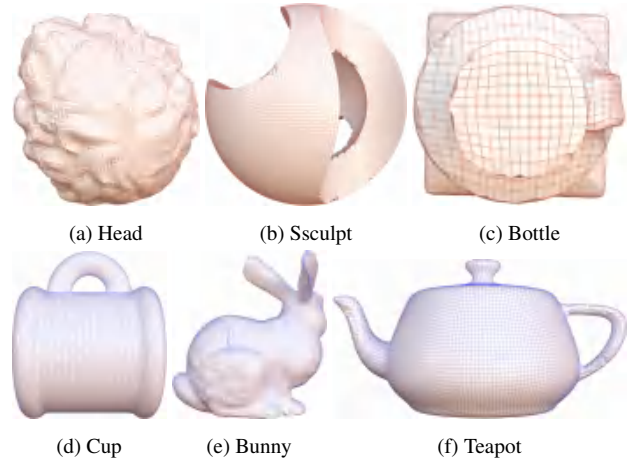 (a) Head
(b) Ssculpt
(c) Bottle
(d) Cup
(e) Bunny
(f) Teapot